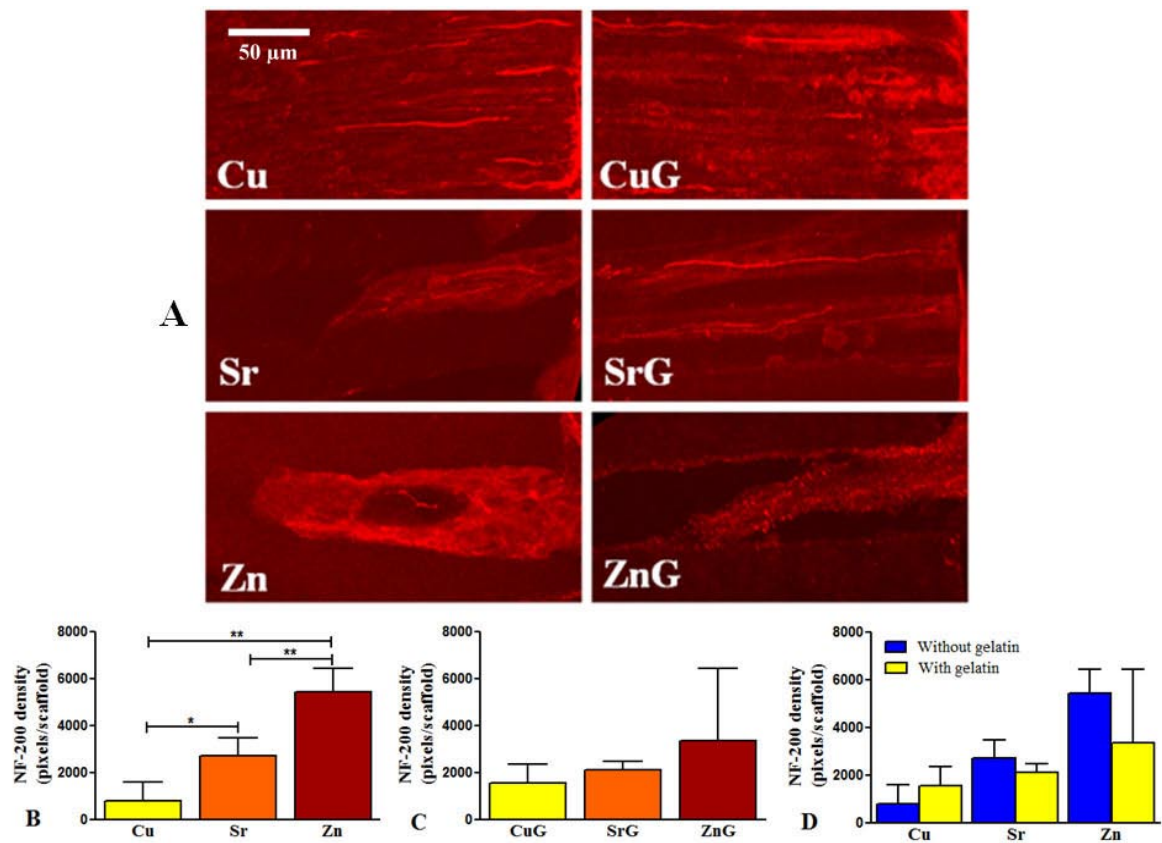 50 µm
Cu
CuG
A
Sr
SrG
Zn
ZnG
NF-200 density
(pixels/scaffold)
8000
6000
4000
2000
0
**
**
*
Cu
Sr
Zn
B
NF-200 density
(pixels/scaffold)
8000
6000
4000
2000
0
CuG
SrG
ZnG
C
NF-200 density
(pixels/scaffold)
8000
6000
4000
2000
0
Without gelatin
With gelatin
Cu
Sr
Zn
D